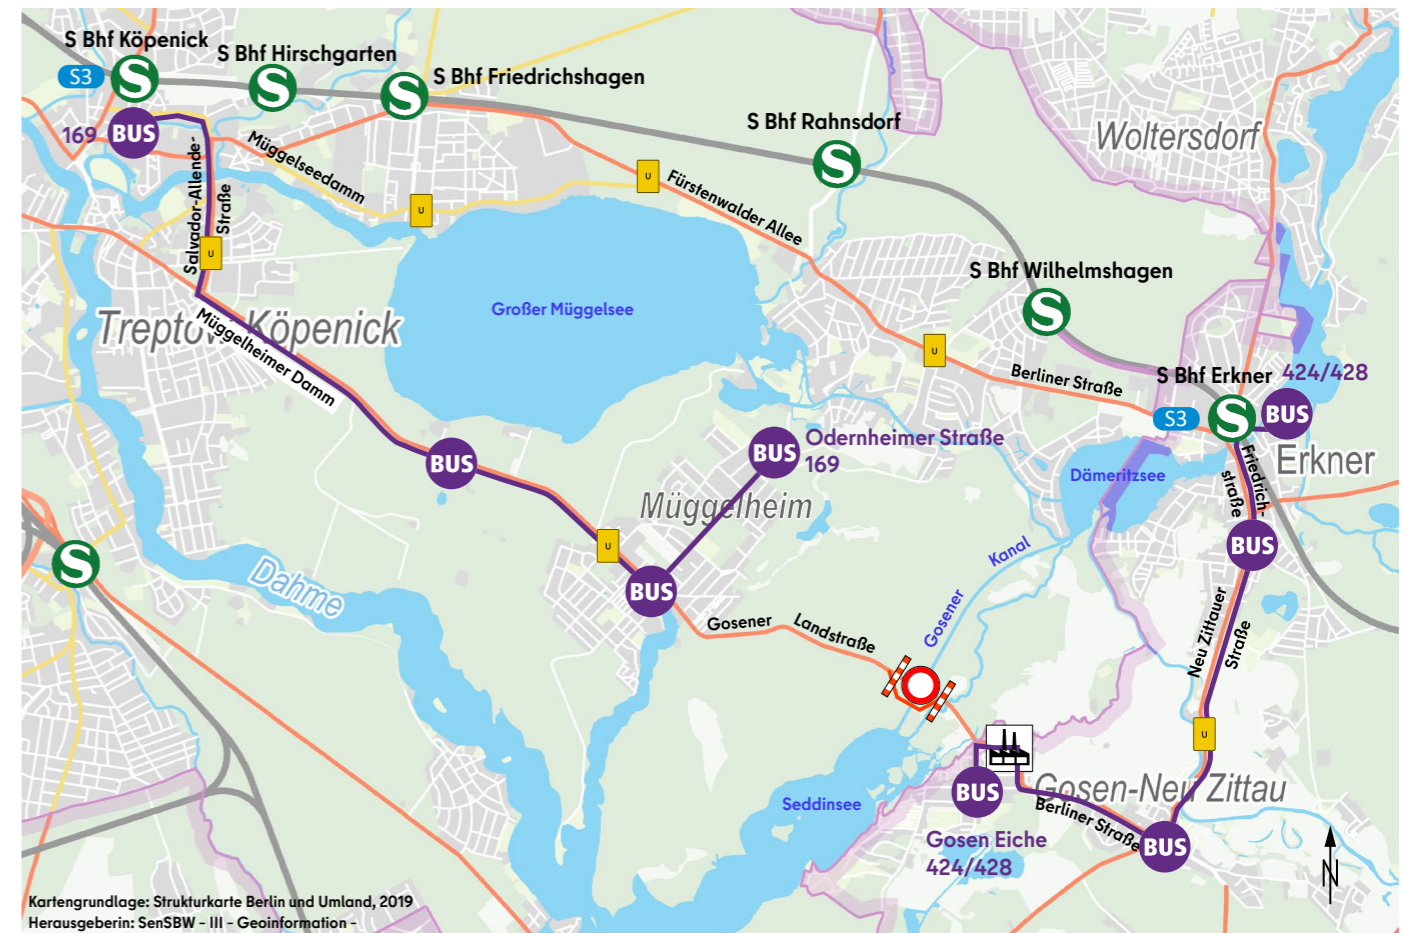 S Bhf Köpenick
S3
S
S Bhf Hirschgarten
S
S Bhf Friedrichshagen
S
S Bhf Rahnsdorf
S
Woltersdorf
169
BUS
Müggelseedamm
U
U
Fürstenwalder Allee
Salvador-Allende-
Straße
U
S Bhf Wilhelmshagen
S
Großer Müggelsee
Treptow-Köpenick
Müggelheimer Damm
U
Berliner Straße
S Bhf Erkner
424/428
S3
S
BUS
Erkner
Friedrich-
straße
Dämeritzsee
BUS
BUS
Odernheimer Straße
169
Müggelheim
U
BUS
BUS
S
Dahme
Gosener
Kanal
Gosener
Landstraße
Neu Zittauer
Straße
U
BUS
Gosen-Neu Zittau
Seddinsee
Berliner Straße
BUS
Gosen Eiche
424/428
N
Kartengrundlage: Strukturkarte Berlin und Umland, 2019
Herausgeberin: SenSBW - III - Geoinformation -